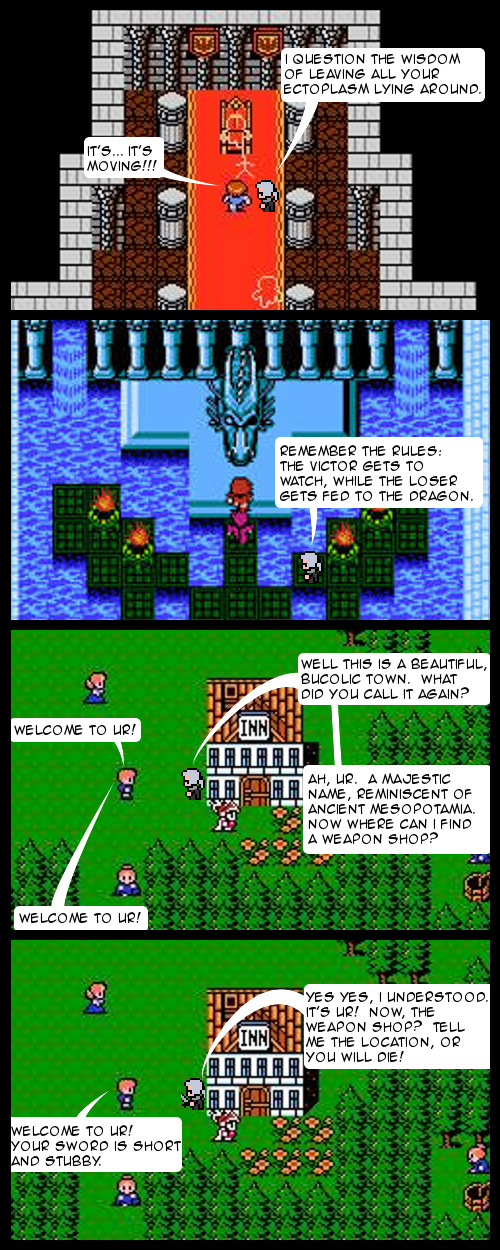 I QUESTION THE WISDOM
OF LEAVING ALL YOUR
ECTOPLASM LYING AROUND.
IT'S... IT'S
MOVING!!!
REMEMBER THE RULES:
THE VICTOR GETS TO
WATCH, WHILE THE LOSER
GETS FED TO THE DRAGON.
WELL THIS IS A BEAUTIFUL,
BUCOLIC TOWN. WHAT
DID YOU CALL IT AGAIN?
WELCOME TO UR!
INN
AH, UR. A MAJESTIC
NAME, REMINISCENT OF
ANCIENT MESOPOTAMIA.
NOW WHERE CAN I FIND
A WEAPON SHOP?
WELCOME TO UR!
YES YES, I UNDERSTOOD.
IT'S UR! NOW, THE
WEAPON SHOP? TELL
ME THE LOCATION, OR
YOU WILL DIE!
INN
WELCOME TO UR!
YOUR SWORD IS SHORT
AND STUBBY.